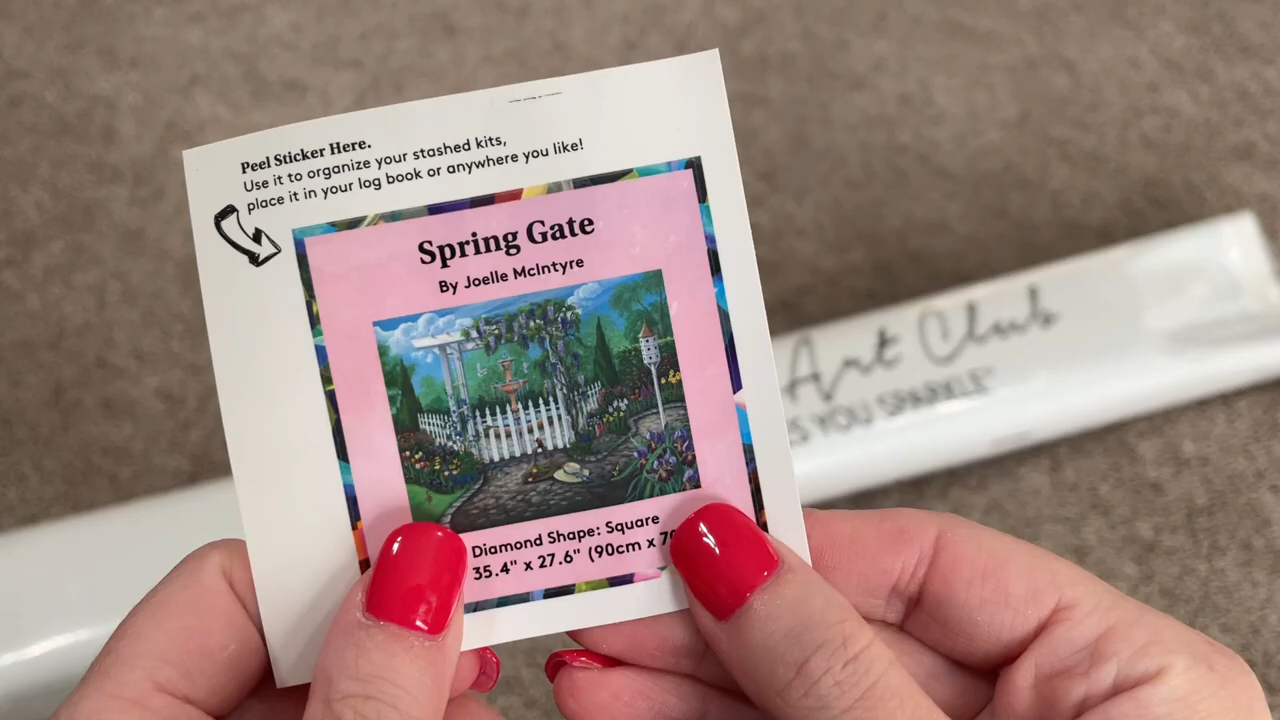 Peel Sticker Here.
Use it to organize your stashed kits,
place it in your log book or anywhere you like!
Spring Gate
By Joelle McIntyre
Diamond Shape: Square
35.4" x 27.6" (90cm x
Art Club
YOU SPARKLE